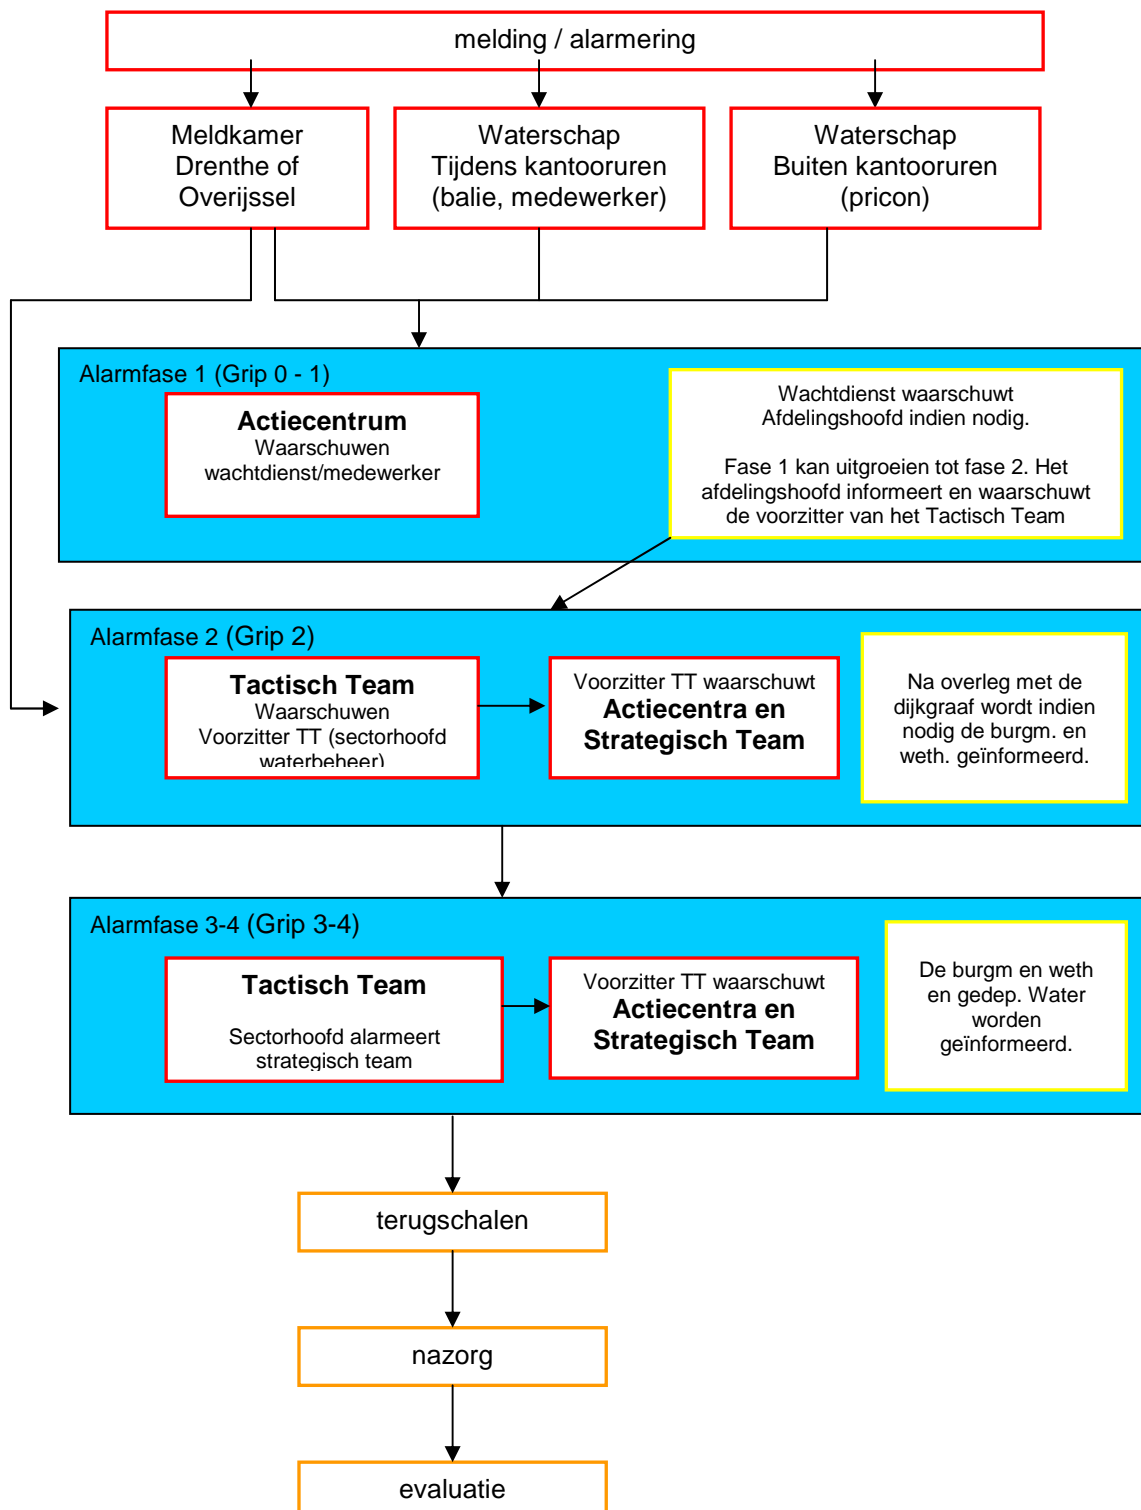 melding / alarmering
Meldkamer
Drenthe of
Overijssel
Waterschap
Tijdens kantooruren
(balie, medewerker)
Waterschap
Buiten kantooruren
(pricon)
Alarmfase 1 (Grip 0 - 1)
Actiecentrum
Waarschuwen
wachtdienst/medewerker
Wachtdienst waarschuwt
Afdelingshoofd indien nodig.
Fase 1 kan uitgroeien tot fase 2. Het
afdelingshoofd informeert en waarschuwt
de voorzitter van het Tactisch Team
Alarmfase 2 (Grip 2)
Tactisch Team
Waarschuwen
Voorzitter TT (sectorhoofd
waterbeheer)
Voorzitter TT waarschuwt
Actiecentra en
Strategisch Team
Na overleg met de
dijkgraaf wordt indien
nodig de burgm. en
weth. geïnformeerd.
Alarmfase 3-4 (Grip 3-4)
Tactisch Team
Sectorhoofd alarmeert
strategisch team
Voorzitter TT waarschuwt
Actiecentra en
Strategisch Team
De burgm en weth
en gedep. Water
worden
geïnformeerd.
terugschalen
nazorg
evaluatie